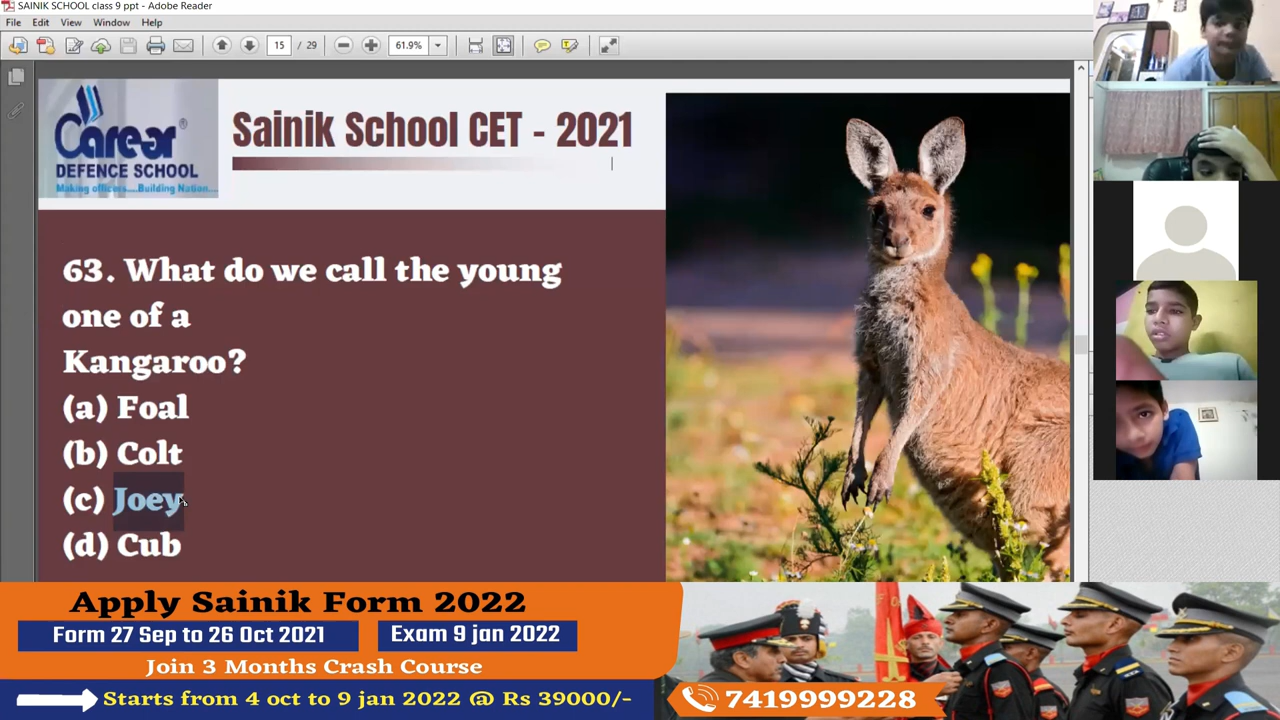 SAINIK SCHOOL class 9 ppt - Adobe Reader
File Edit View Window Help
15 / 29 61.9%
Career®
DEFENCE SCHOOL
Making officers....Building Nation....
Sainik School CET - 2021
63. What do we call the young
one of a
Kangaroo?
(a) Foal
(b) Colt
(c) Joey
(d) Cub
Apply Sainik Form 2022
Form 27 Sep to 26 Oct 2021
Exam 9 jan 2022
Join 3 Months Crash Course
Starts from 4 oct to 9 jan 2022 @ Rs 39000/-
7419999228